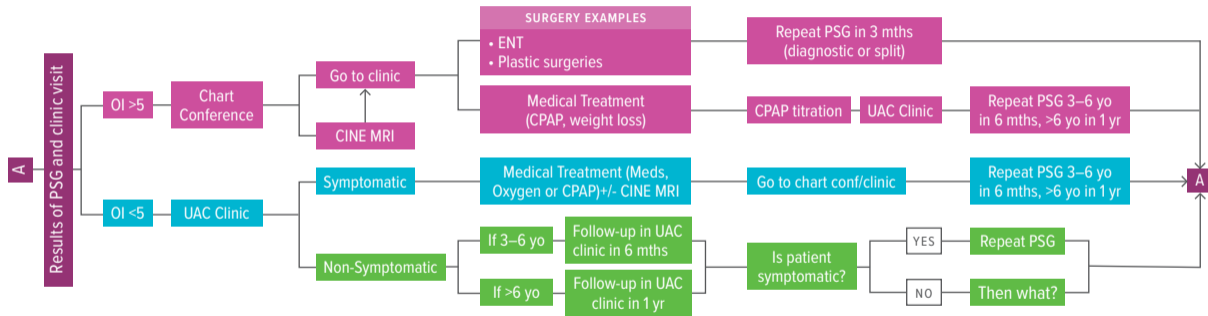 A
Results of PSG and clinic visit
OI >5
Chart
Conference
Go to clinic
CINE MRI
SURGERY EXAMPLES
• ENT
• Plastic surgeries
Repeat PSG in 3 mths
(diagnostic or split)
Medical Treatment
(CPAP, weight loss)
CPAP titration
UAC Clinic
Repeat PSG 3–6 yo
in 6 mths, >6 yo in 1 yr
OI <5
UAC Clinic
Symptomatic
Medical Treatment (Meds,
Oxygen or CPAP)+/- CINE MRI
Go to chart conf/clinic
Repeat PSG 3–6 yo
in 6 mths, >6 yo in 1 yr
A
Non-Symptomatic
If 3–6 yo
Follow-up in UAC
clinic in 6 mths
If >6 yo
Follow-up in UAC
clinic in 1 yr
Is patient
symptomatic?
YES
Repeat PSG
NO
Then what?